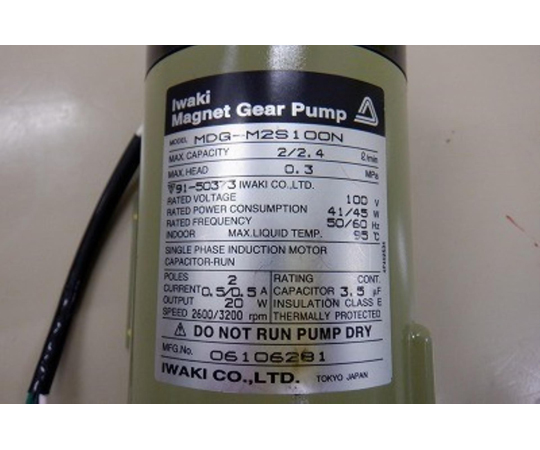 Iwaki
Magnet Gear Pump
MODEL MDG-M2S100N
MAX.CAPACITY 2/2.4 ℓ/min
MAX.HEAD 0.3 MPa
91-50373 IWAKI CO.,LTD.
RATED VOLTAGE 100 V
RATED POWER CONSUMPTION 41/45 W
RATED FREQUENCY 50/60 Hz
INDOOR MAX.LIQUID TEMP. 95 ℃
SINGLE PHASE INDUCTION MOTOR
CAPACITOR-RUN
POLES 2 RATING CONT.
CURRENT 0.5/0.5 A CAPACITOR 3.5 μF
OUTPUT 20 W INSULATION CLASS E
SPEED 2600/3200 rpm THERMALLY PROTECTED
DO NOT RUN PUMP DRY
MFG.No. 06106281
IWAKI CO.,LTD. TOKYO JAPAN